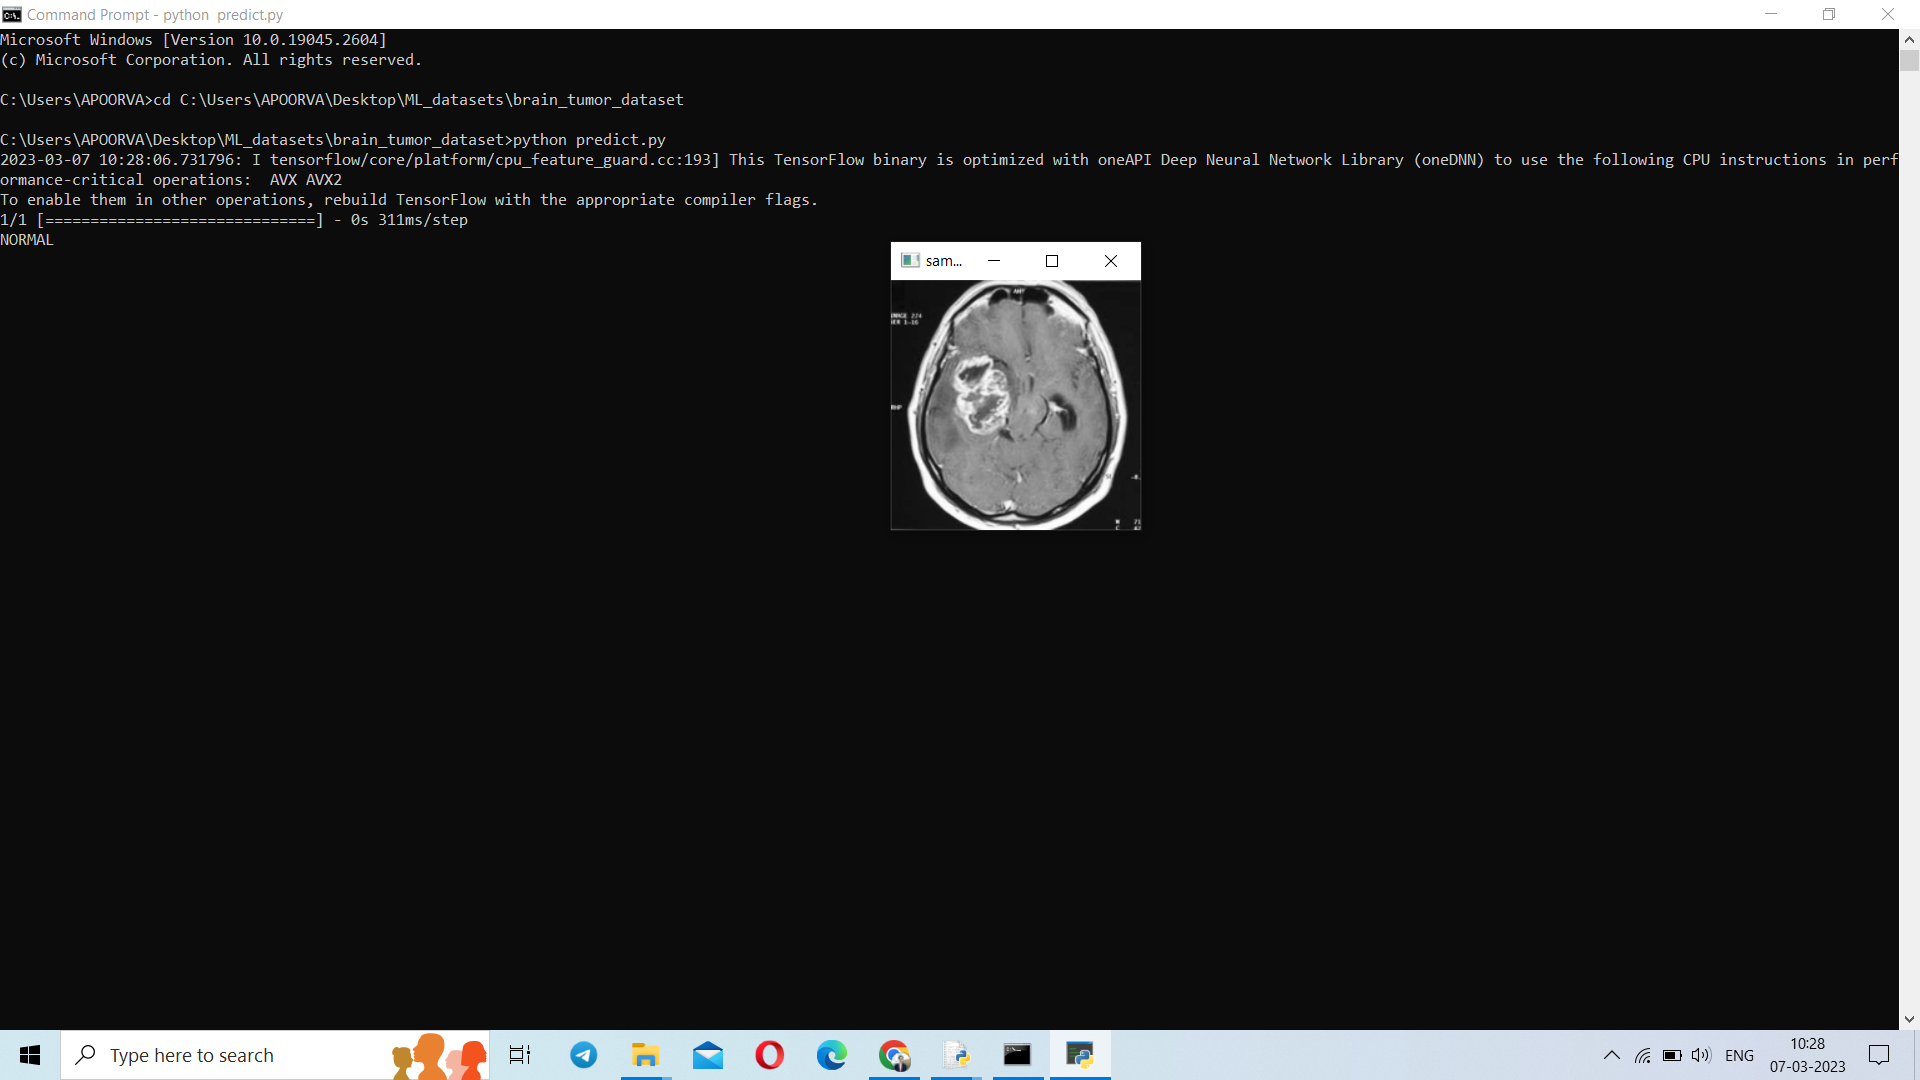 Command Prompt - python  predict.py
Microsoft Windows [Version 10.0.19045.2604]
(c) Microsoft Corporation. All rights reserved.
C:\Users\APOORVA>cd C:\Users\APOORVA\Desktop\ML_datasets\brain_tumor_dataset
C:\Users\APOORVA\Desktop\ML_datasets\brain_tumor_dataset>python predict.py
2023-03-07 10:28:06.731796: I tensorflow/core/platform/cpu_feature_guard.cc:193] This TensorFlow binary is optimized with oneAPI Deep Neural Network Library (oneDNN) to use the following CPU instructions in perf
ormance-critical operations:  AVX AVX2
To enable them in other operations, rebuild TensorFlow with the appropriate compiler flags.
1/1 [==============================] - 0s 311ms/step
NORMAL
sam...
Type here to search
ENG
10:28
07-03-2023